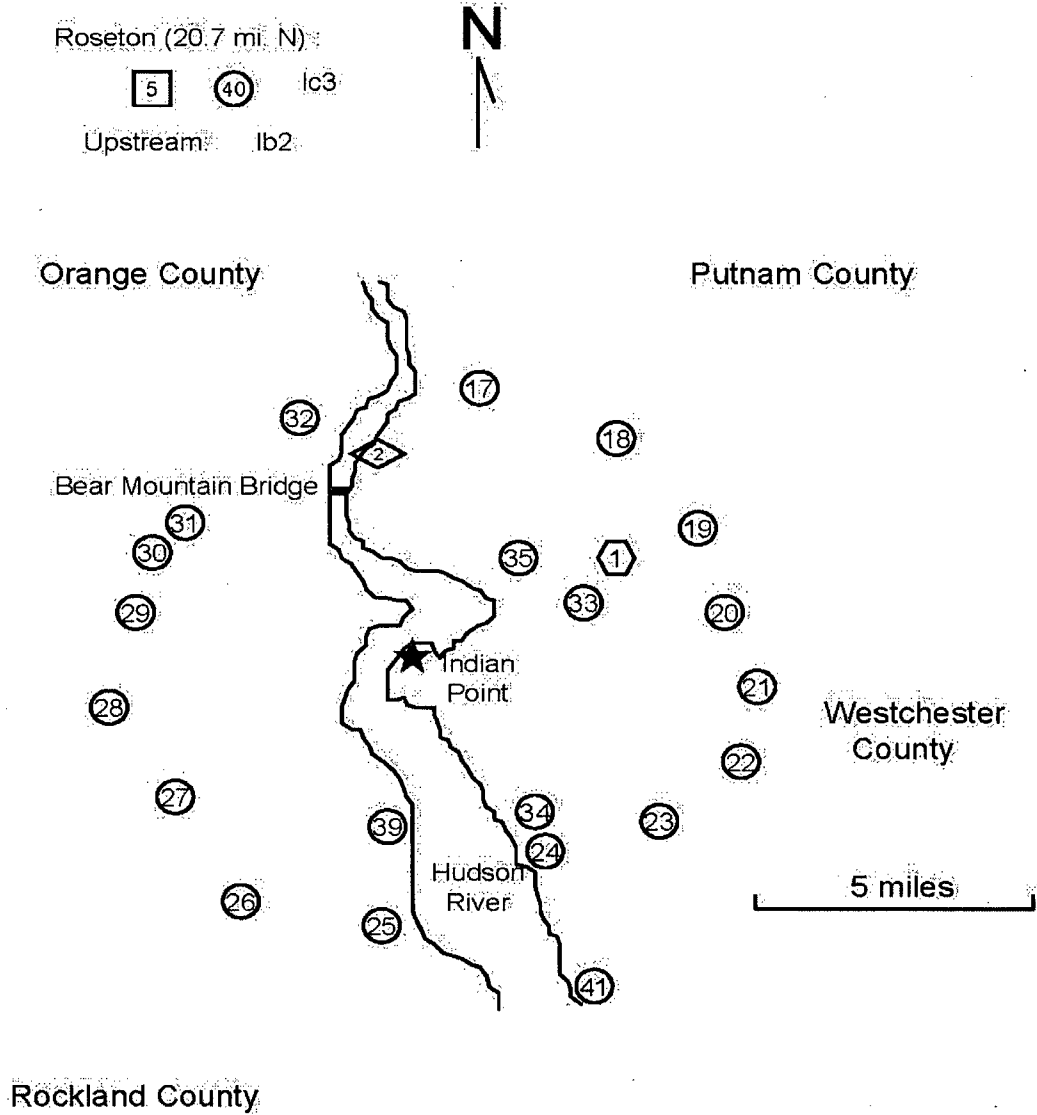 Roseton (20.7 mi. N) :
5 40 Ic3
Upstream: Ib2
N
Orange County
Putnam County
17
32
18
2
Bear Mountain Bridge
31
19
30
35
1
33
29
20
Indian
Point
21
28
Westchester
County
22
27
34
23
39
24
Hudson
River
5 miles
26
25
41
Rockland County